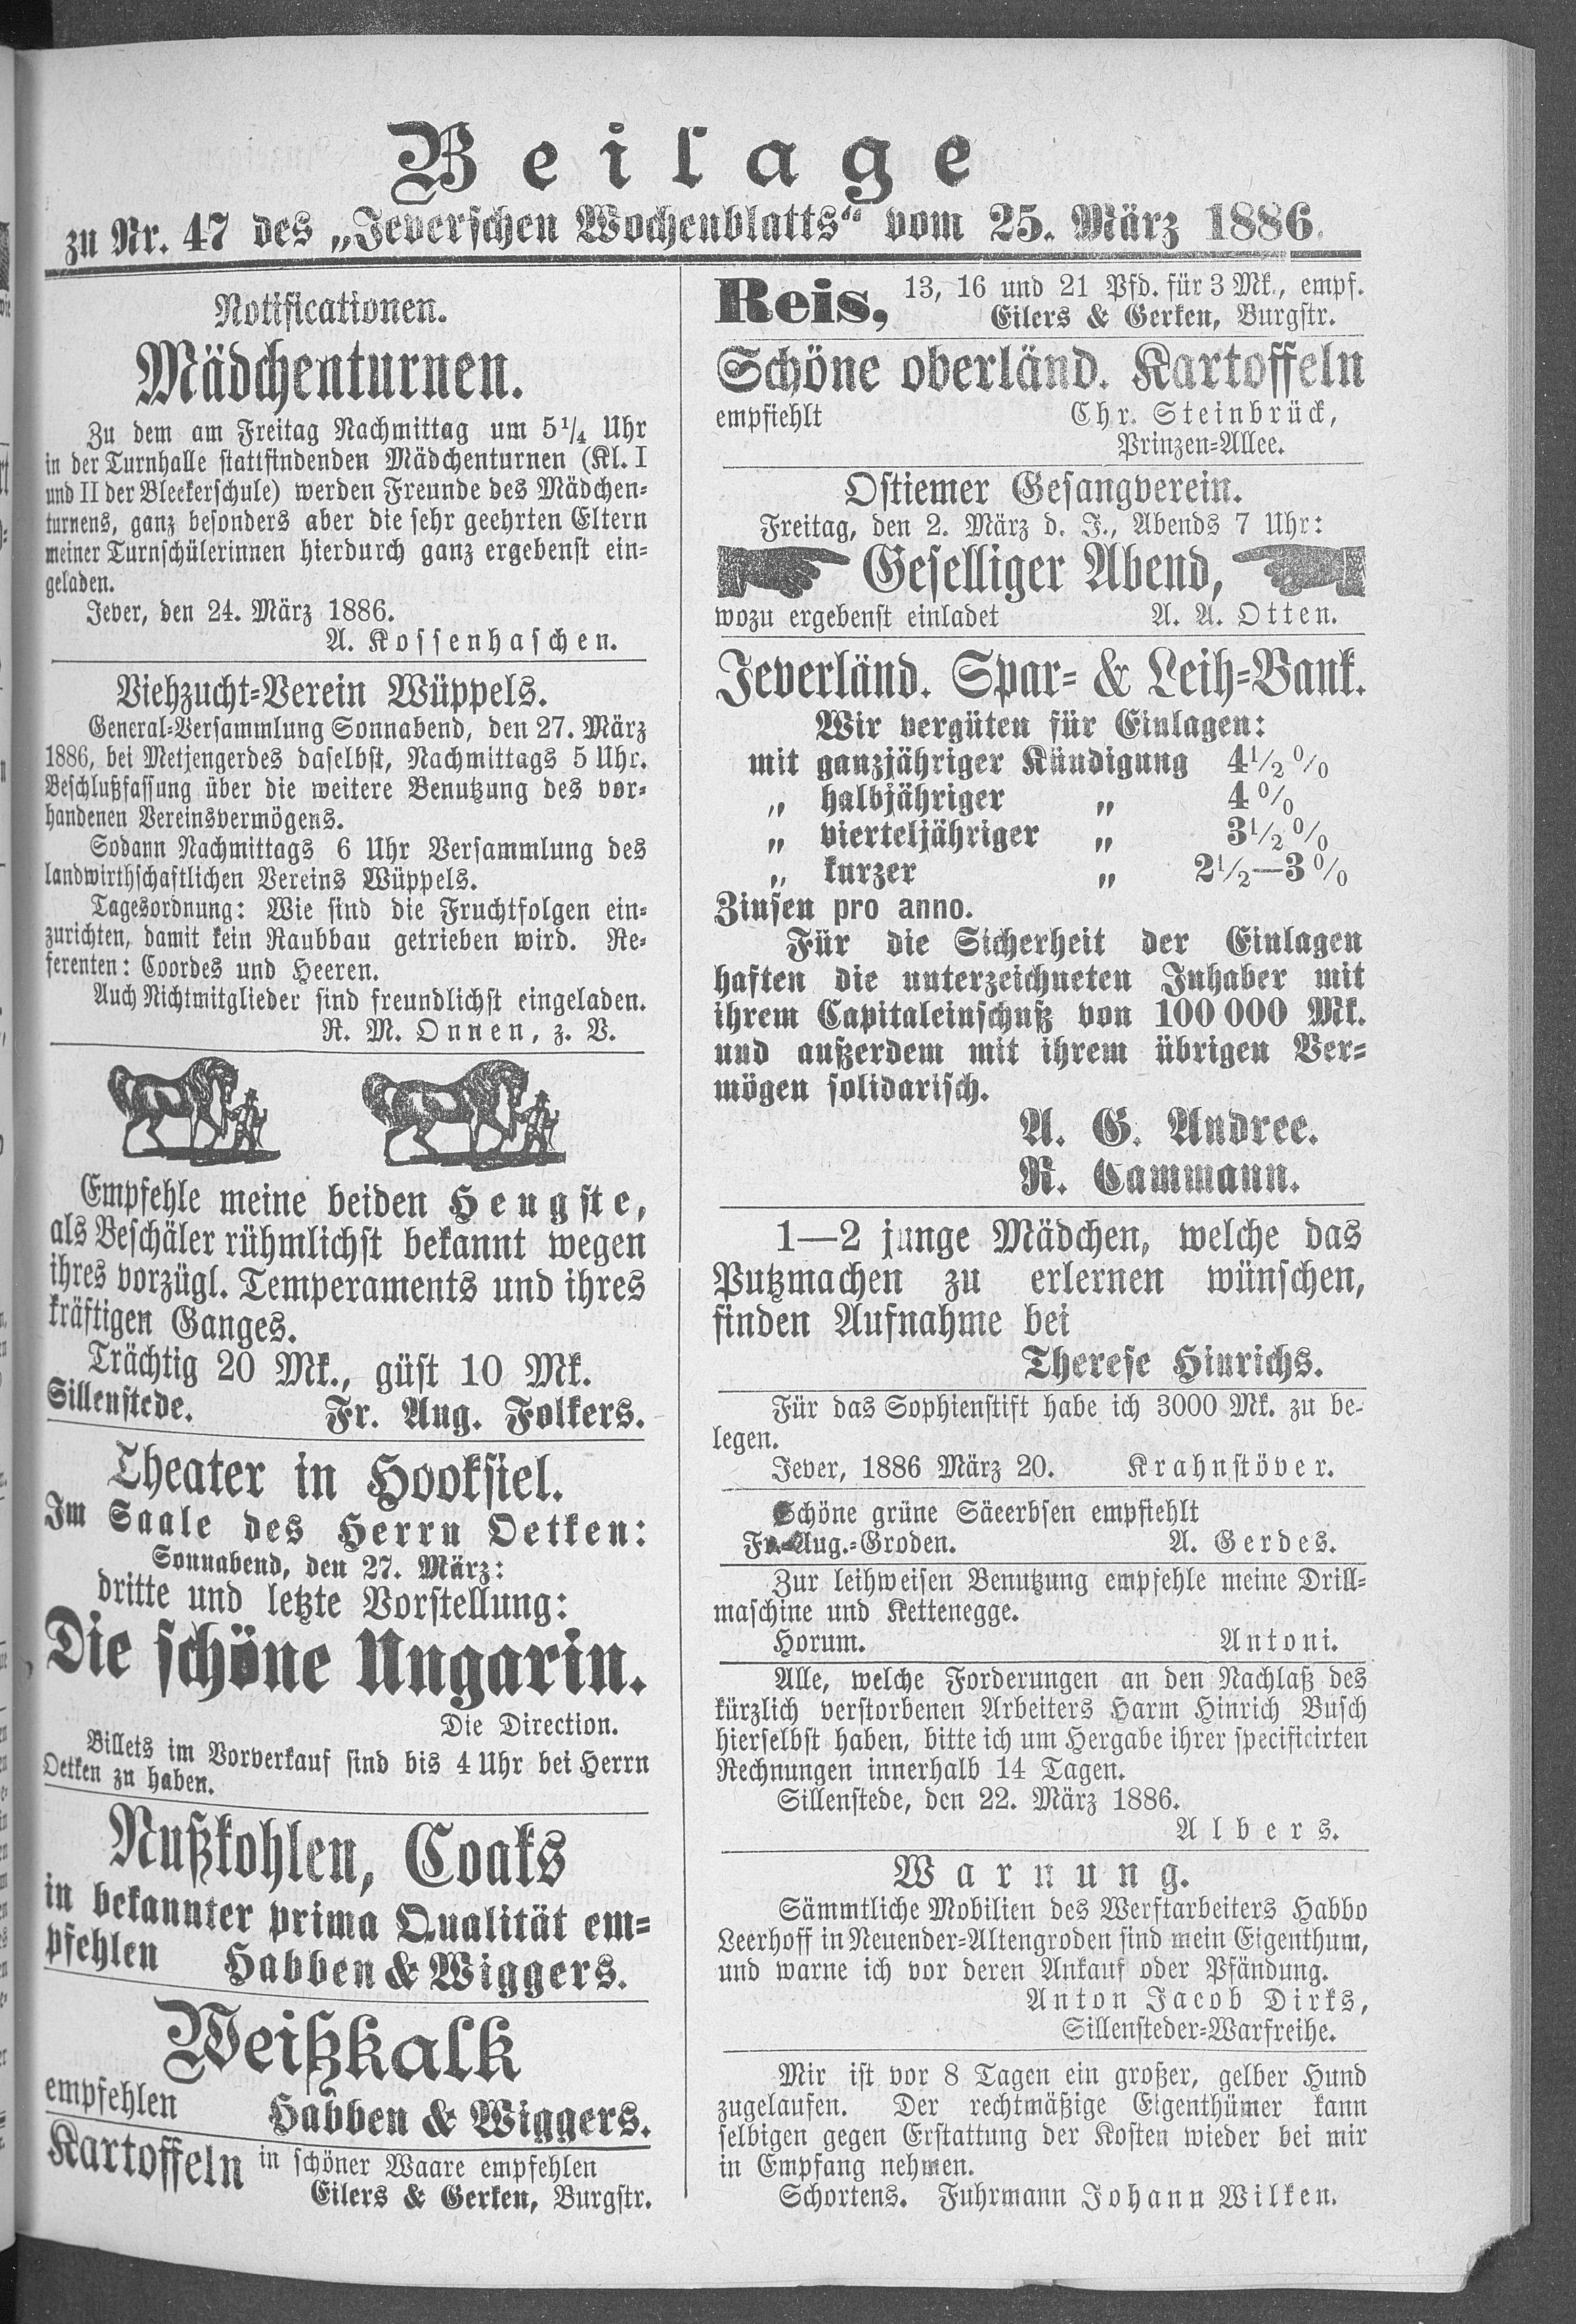 Beilage
zu Nr. 47 des „Jeverschen Wochenblatts“ vom 25. März 1886.
Notificationen.
Mädchenturnen.
Zu dem am Freitag Nachmittag um 5¼ Uhr
in der Turnhalle stattfindenden Mädchenturnen (Kl. I
und II der Bleekerschule) werden Freunde des Mädchen-
turnens, ganz besonders aber die sehr geehrten Eltern
meiner Turnschülerinnen hierdurch ganz ergebenst ein-
geladen.
Jever, den 24. März 1886.
A. Kossenhaschen.
Viehzucht-Verein Wüppels.
General-Versammlung Sonnabend, den 27. März
1886, bei Metjengerdes daselbst, Nachmittags 5 Uhr.
Beschlußfassung über die weitere Benutzung des vor-
handenen Vereinsvermögens.
Sodann Nachmittags 6 Uhr Versammlung des
landwirthschaftlichen Vereins Wüppels.
Tagesordnung: Wie sind die Fruchtfolgen ein-
zurichten, damit kein Raubbau getrieben wird. Re-
ferenten: Coordes und Heeren.
Auch Nichtmitglieder sind freundlichst eingeladen.
R. M. Onnen, z. V.
Empfehle meine beiden Hengste,
als Beschäler rühmlichst bekannt wegen
ihres vorzügl. Temperaments und ihres
kräftigen Ganges.
Trächtig 20 Mk., güst 10 Mk.
Sillenstede. Fr. Aug. Folkers.
Theater in Hooksiel.
Im Saale des Herrn Oetken:
Sonnabend, den 27. März:
dritte und letzte Vorstellung:
Die schöne Ungarin.
Die Direction.
Billets im Vorverkauf sind bis 4 Uhr bei Herrn
Oetken zu haben.
Nußkohlen, Coaks
in bekannter prima Qualität em-
pfehlen Habben & Wiggers.
Weißkalk
empfehlen Habben & Wiggers.
Kartoffeln in schöner Waare empfehlen
Eilers & Gerken, Burgstr.
Reis, 13, 16 und 21 Pfd. für 3 Mk., empf.
Eilers & Gerken, Burgstr.
Schöne oberländ. Kartoffeln
empfiehlt Chr. Steinbrück,
Prinzen-Allee.
Ostiemer Gesangverein.
Freitag, den 2. März d. J., Abends 7 Uhr:
Geselliger Abend,
wozu ergebenst einladet A. A. Otten.
Jeverländ. Spar- & Leih-Bank.
Wir vergüten für Einlagen:
mit ganzjähriger Kündigung 4½ %
„ halbjähriger „ 4 %
„ vierteljähriger „ 3½ %
„ kurzer „ 2½—3 %
Zinsen pro anno.
Für die Sicherheit der Einlagen
haften die unterzeichneten Inhaber mit
ihrem Capitaleinschuß von 100 000 Mk.
und außerdem mit ihrem übrigen Ver-
mögen solidarisch.
A. G. Andree.
R. Cammann.
1—2 junge Mädchen, welche das
Putzmachen zu erlernen wünschen,
finden Aufnahme bei
Therese Hinrichs.
Für das Sophienstift habe ich 3000 Mk. zu be-
legen.
Jever, 1886 März 20. Krahnstöver.
Schöne grüne Säeerbsen empfiehlt
Fr.-Aug.-Groden. A. Gerdes.
Zur leihweisen Benutzung empfehle meine Drill-
maschine und Kettenegge.
Horum. Antoni.
Alle, welche Forderungen an den Nachlaß des
kürzlich verstorbenen Arbeiters Harm Hinrich Busch
hierselbst haben, bitte ich um Hergabe ihrer specificirten
Rechnungen innerhalb 14 Tagen.
Sillenstede, den 22. März 1886.
Albers.
Warnung.
Sämmtliche Mobilien des Werftarbeiters Habbo
Leerhoff in Neuender-Altengroden sind mein Eigenthum,
und warne ich vor deren Ankauf oder Pfändung.
Anton Jacob Dirks,
Sillensteder-Warfreihe.
Mir ist vor 8 Tagen ein großer, gelber Hund
zugelaufen. Der rechtmäßige Eigenthümer kann
selbigen gegen Erstattung der Kosten wieder bei mir
in Empfang nehmen.
Schortens. Fuhrmann Johann Wilken.